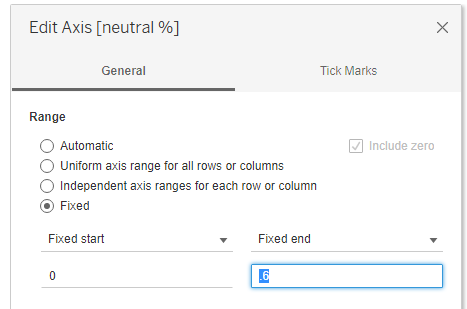 Edit Axis [neutral %]
General Tick Marks
Range
Automatic Include zero
Uniform axis range for all rows or columns
Independent axis ranges for each row or column
Fixed
Fixed start Fixed end
0 .6